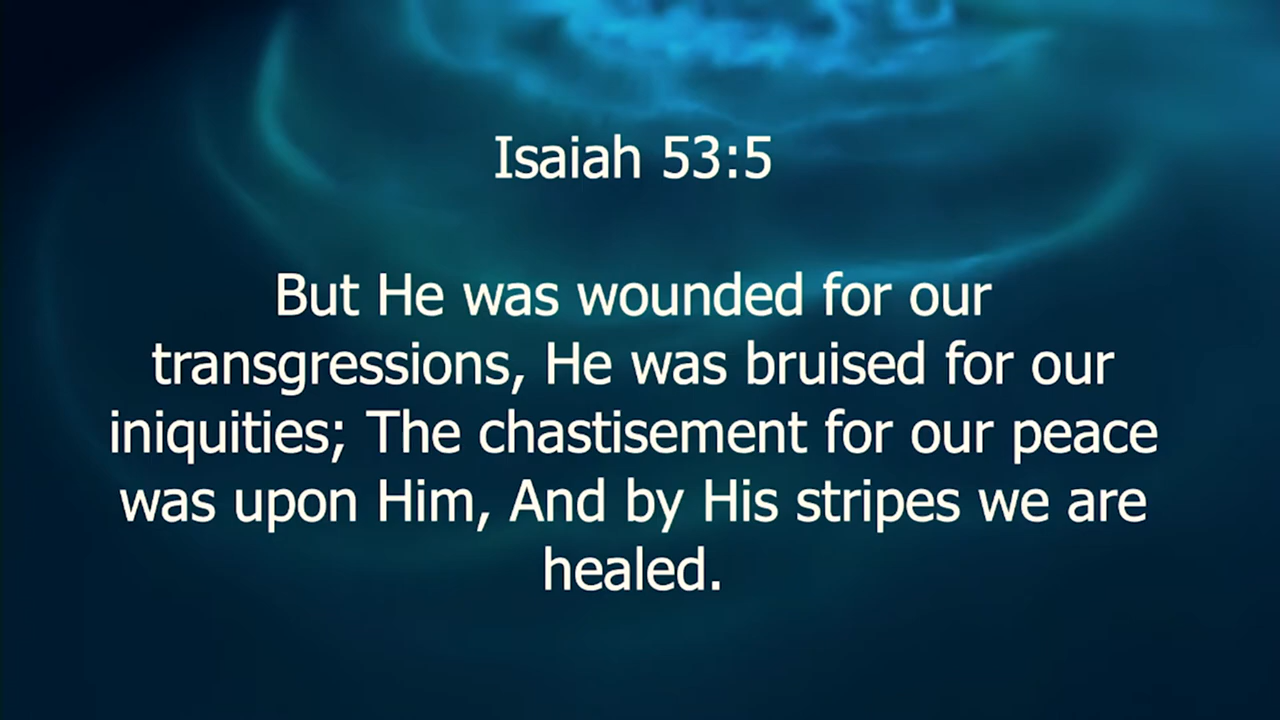 Isaiah 53:5
But He was wounded for our
transgressions, He was bruised for our
iniquities; The chastisement for our peace
was upon Him, And by His stripes we are
healed.